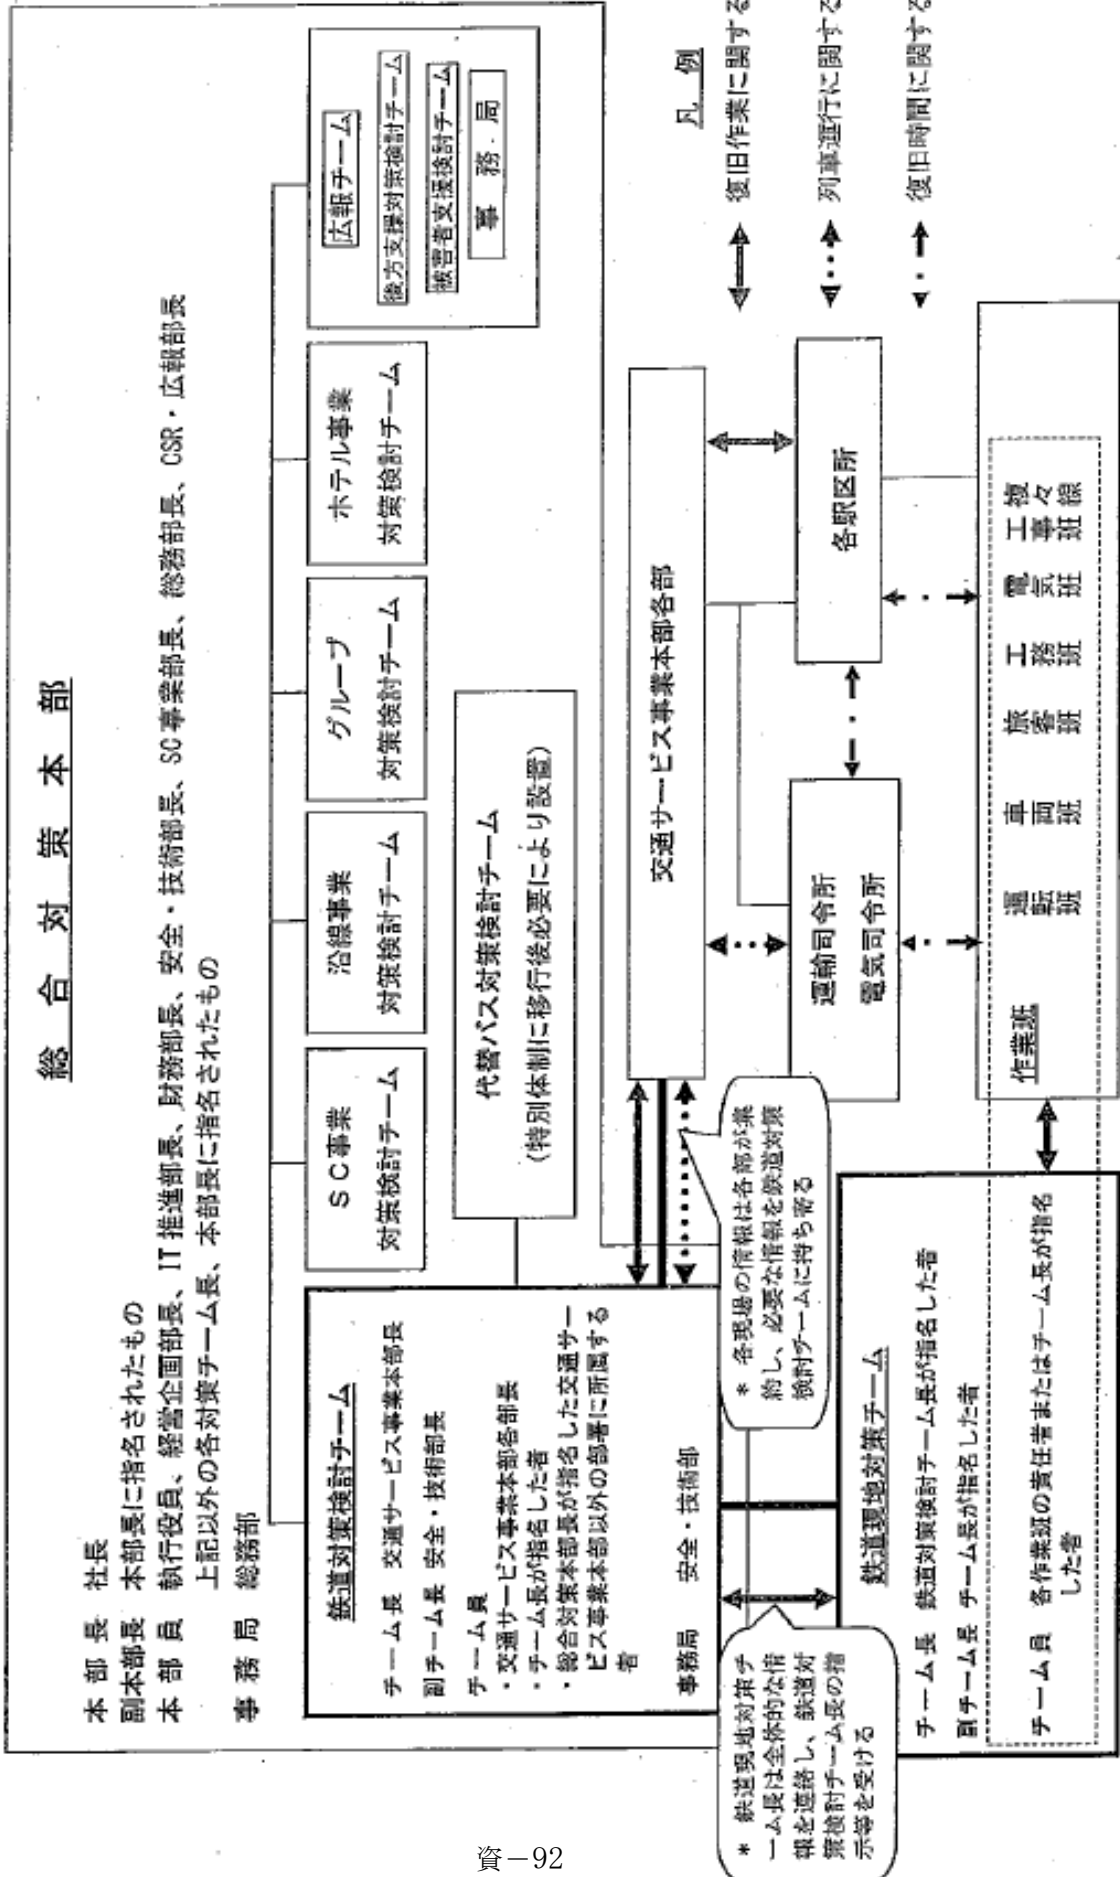 総合対策本部
本部長 社長
副本部長 本部長に指名されたもの
本部員 執行役員、経営企画部長、IT推進部長、財務部長、安全・技術部長、SC事業部長、総務部長、CSR・広報部長
上記以外の各対策チーム長、本部長に指名されたもの
事務局 総務部
鉄道対策検討チーム
チーム長 交通サービス事業本部長
副チーム長 安全・技術部長
チーム員
・交通サービス事業本部各部長
・チーム長が指名した者
・総合対策本部長が指名した交通サー
ビス事業本部以外の部署に所属する
者
事務局 安全・技術部
SC事業
対策検討チーム
沿線事業
対策検討チーム
グループ
対策検討チーム
ホテル事業
対策検討チーム
広報チーム
後方支援対策検討チーム
被害者支援検討チーム
事務局
代替バス対策検討チーム
(特別体制に移行後必要により設置)
交通サービス事業本部各部
* 各現場の情報は各部が集
約し、必要な情報を鉄道対策
検討チームに持ち寄る
運輸司令所
電気司令所
各駅区所
凡例
復旧作業に関する
列車運行に関する
復旧時間に関する
* 鉄道現地対策チ
ーム長は全体的な情
報を連絡し、鉄道対
策検討チーム長の指
示等を受ける
鉄道現地対策チーム
チーム長 鉄道対策検討チーム長が指名した者
副チーム長 チーム長が指名した者
チーム員 各作業班の責任者またはチーム長が指名
した者
作業班
運転班
車両班
旅客班
工務班
電気班
複々線工事班
資－92